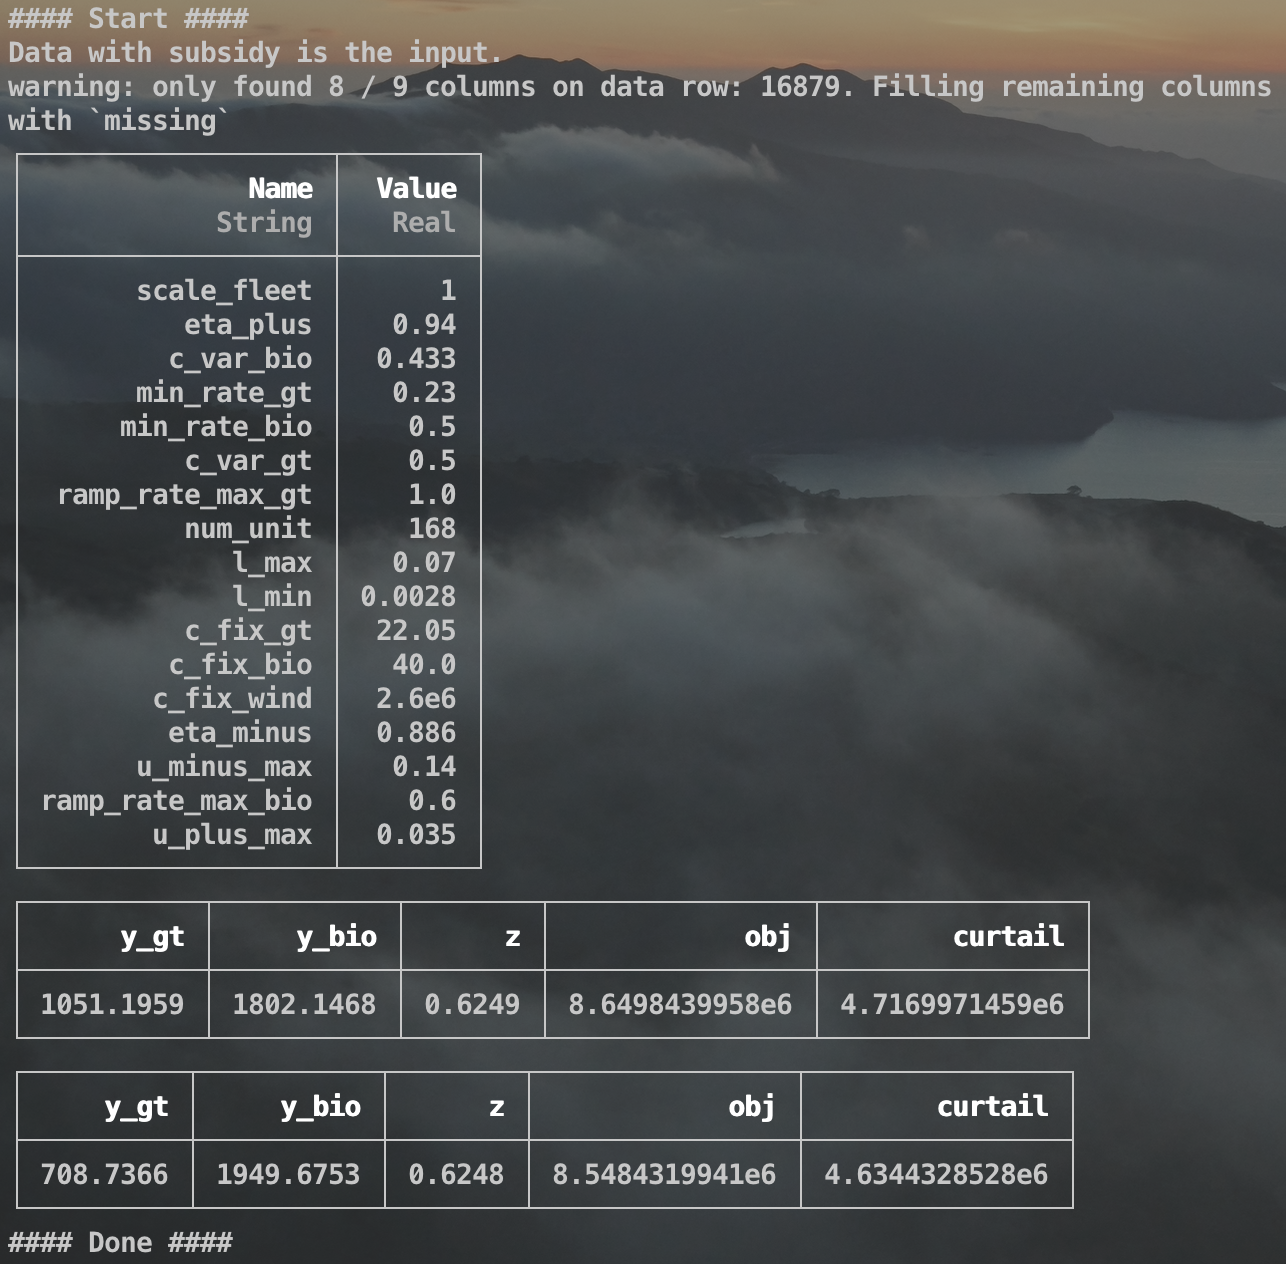 #### Start ####
Data with subsidy is the input.
warning: only found 8 / 9 columns on data row: 16879. Filling remaining columns
with `missing`
Name Value
String Real
scale_fleet 1
eta_plus 0.94
c_var_bio 0.433
min_rate_gt 0.23
min_rate_bio 0.5
c_var_gt 0.5
ramp_rate_max_gt 1.0
num_unit 168
l_max 0.07
l_min 0.0028
c_fix_gt 22.05
c_fix_bio 40.0
c_fix_wind 2.6e6
eta_minus 0.886
u_minus_max 0.14
ramp_rate_max_bio 0.6
u_plus_max 0.035
y_gt y_bio z obj curtail
1051.1959 1802.1468 0.6249 8.6498439958e6 4.7169971459e6
y_gt y_bio z obj curtail
708.7366 1949.6753 0.6248 8.5484319941e6 4.6344328528e6
#### Done ####